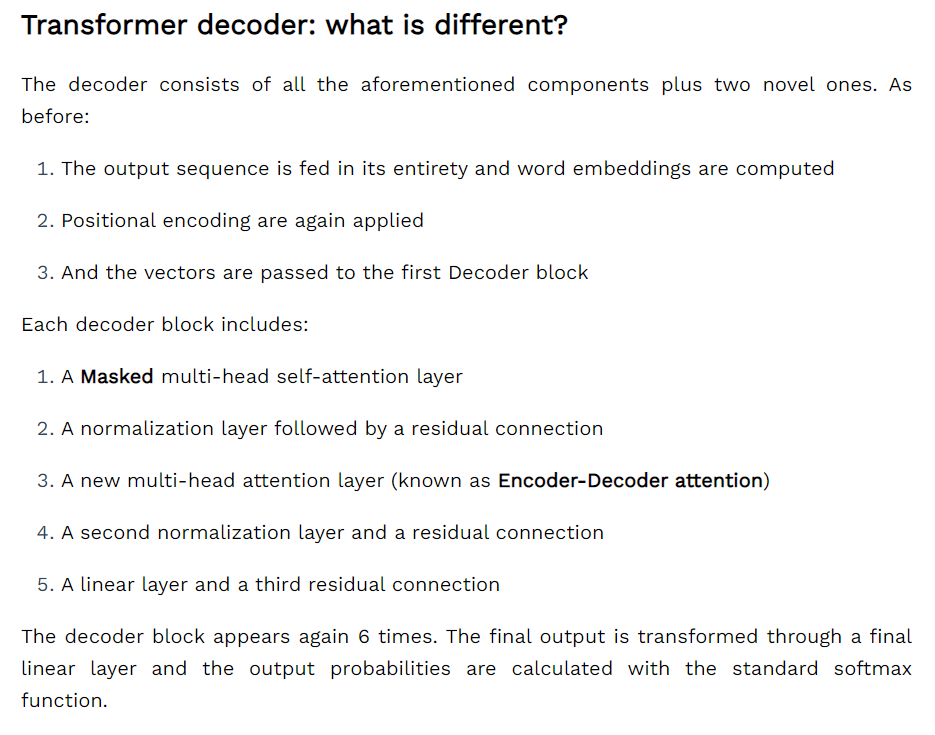 Transformer decoder: what is different?
The decoder consists of all the aforementioned components plus two novel ones. As
before:
1. The output sequence is fed in its entirety and word embeddings are computed
2. Positional encoding are again applied
3. And the vectors are passed to the first Decoder block
Each decoder block includes:
1. A Masked multi-head self-attention layer
2. A normalization layer followed by a residual connection
3. A new multi-head attention layer (known as Encoder-Decoder attention)
4. A second normalization layer and a residual connection
5. A linear layer and a third residual connection
The decoder block appears again 6 times. The final output is transformed through a final
linear layer and the output probabilities are calculated with the standard softmax
function.